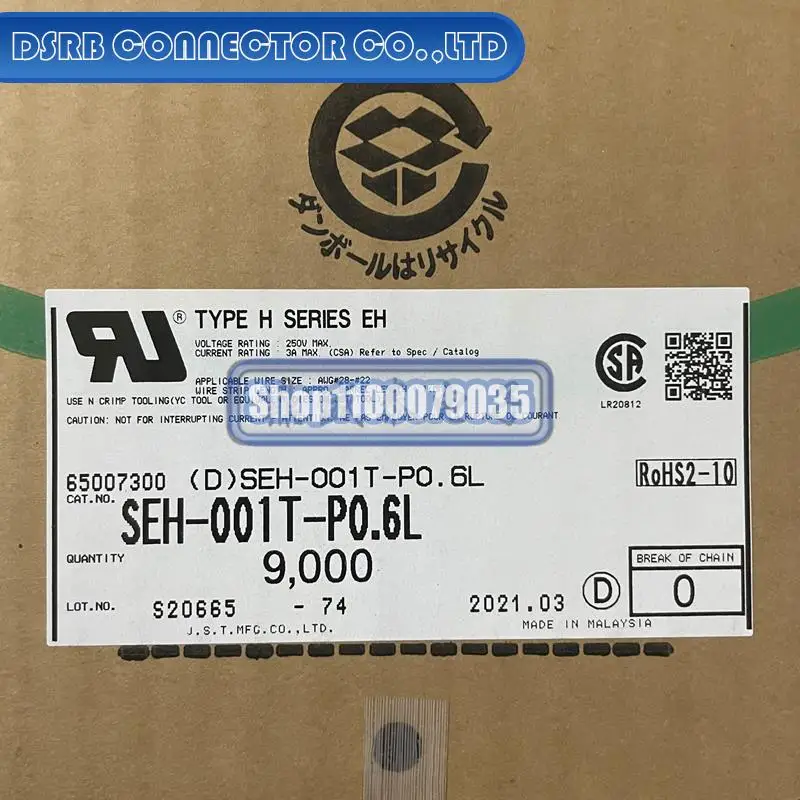 DSRB CONNECTOR CO.,LTD
ダンボールはリサイクル
® TYPE H SERIES EH
VOLTAGE RATING : 250V MAX.
CURRENT RATING : 3A MAX. (CSA) Refer to Spec / Catalog
APPLICABLE WIRE SIZE : AWG#28-#22
WIRE STRIP
USE N CRIMP TOOLING(YC TOOL OR
CAUTION: NOT FOR INTERRUPTING CURRENT
COURANT
Shop1100079035
LR20812
65007300 (D)SEH-001T-P0.6L
RoHS2-10
CAT.NO.
SEH-001T-P0.6L
QUANTITY
9,000
BREAK OF CHAIN
0
LOT.NO. S20665 - 74 2021.03 D
J.S.T.MFG.CO.,LTD.
MADE IN MALAYSIA